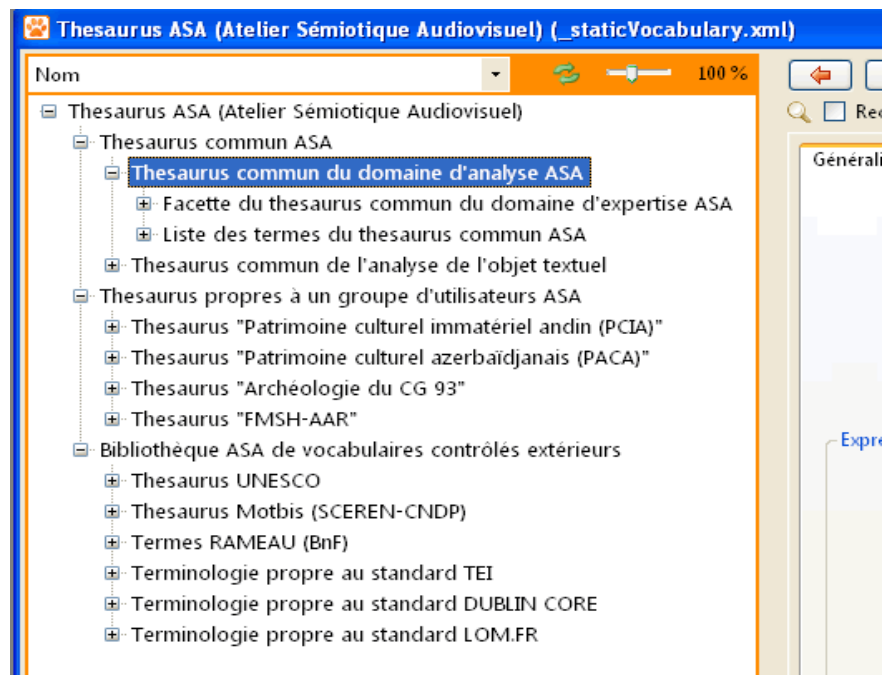 Thesaurus ASA (Atelier Sémiotique Audiovisuel) (_staticVocabulary.xml)
Nom
100 %
Thesaurus ASA (Atelier Sémiotique Audiovisuel)
Thesaurus commun ASA
Thesaurus commun du domaine d'analyse ASA
Facette du thesaurus commun du domaine d'expertise ASA
Liste des termes du thesaurus commun ASA
Thesaurus commun de l'analyse de l'objet textuel
Thesaurus propres à un groupe d'utilisateurs ASA
Thesaurus "Patrimoine culturel immatériel andin (PCIA)"
Thesaurus "Patrimoine culturel azerbaïdjanais (PACA)"
Thesaurus "Archéologie du CG 93"
Thesaurus "FMSH-AAR"
Bibliothèque ASA de vocabulaires contrôlés extérieurs
Thesaurus UNESCO
Thesaurus Motbis (SCEREN-CNDP)
Termes RAMEAU (BnF)
Terminologie propre au standard TEI
Terminologie propre au standard DUBLIN CORE
Terminologie propre au standard LOM.FR
Générali
Expre